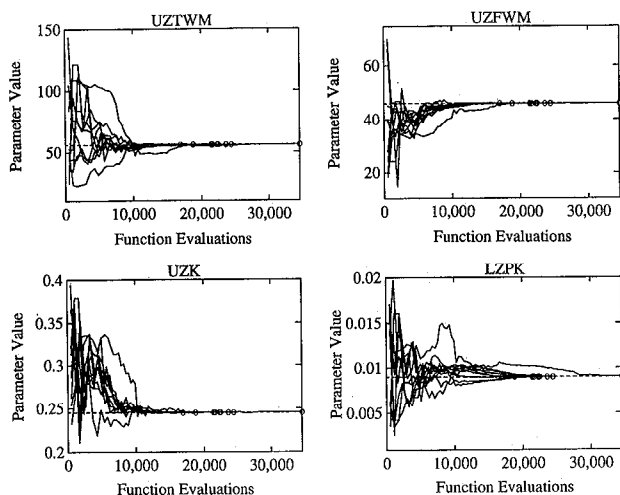 UZTWM
150
100
50
Parameter Value
0
10,000
20,000
30,000
Function Evaluations
UZFWM
60
40
20
Parameter Value
0
10,000
20,000
30,000
Function Evaluations
UZK
0.4
0.35
0.3
0.25
0.2
Parameter Value
0
10,000
20,000
30,000
Function Evaluations
LZPK
0.02
0.015
0.010
0.005
Parameter Value
0
10,000
20,000
30,000
Function Evaluations